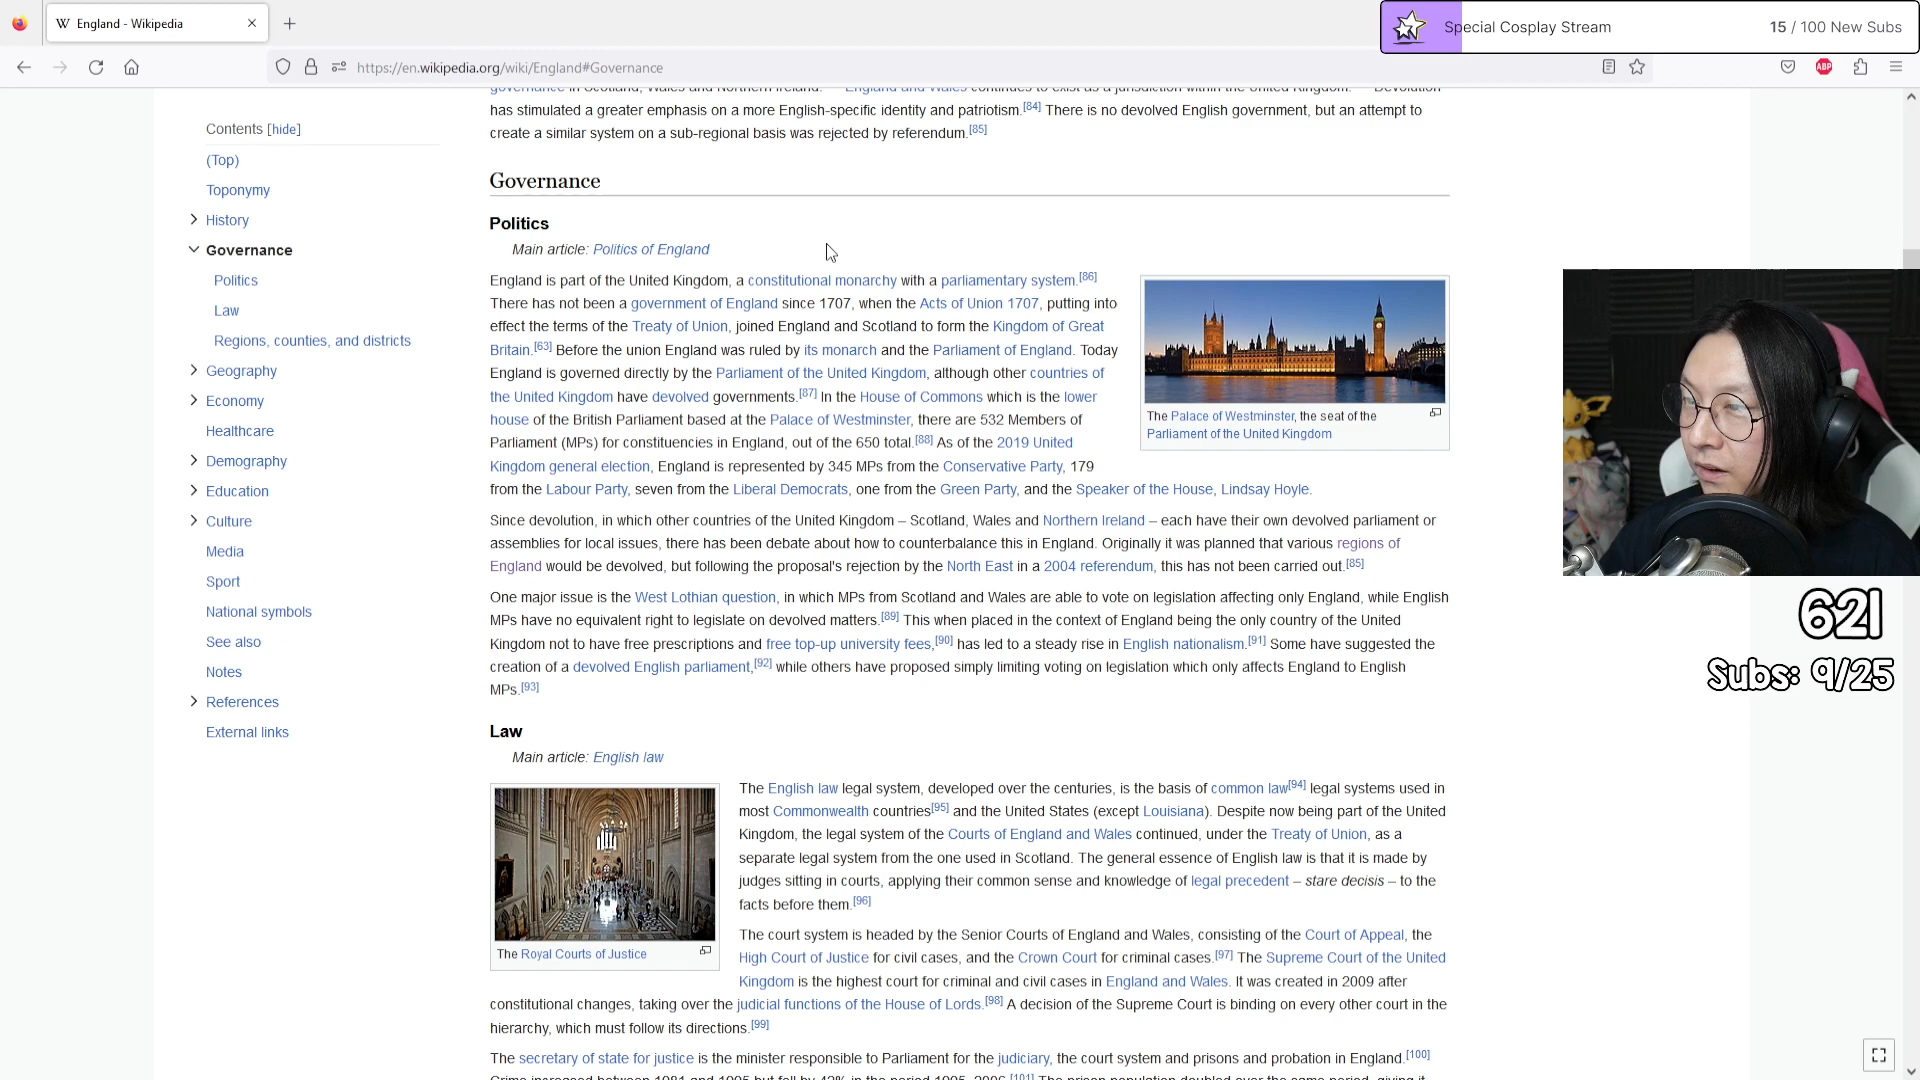 England - Wikipedia
Special Cosplay Stream
15 / 100 New Subs
https://en.wikipedia.org/wiki/England#Governance
ABP
Contents [hide]
(Top)
Toponymy
History
Governance
Politics
Law
Regions, counties, and districts
Geography
Economy
Healthcare
Demography
Education
Culture
Media
Sport
National symbols
See also
Notes
References
External links
has stimulated a greater emphasis on a more English-specific identity and patriotism.[84] There is no devolved English government, but an attempt to
create a similar system on a sub-regional basis was rejected by referendum.[85]
Governance
Politics
Main article: Politics of England
England is part of the United Kingdom, a constitutional monarchy with a parliamentary system.[86]
There has not been a government of England since 1707, when the Acts of Union 1707, putting into
effect the terms of the Treaty of Union, joined England and Scotland to form the Kingdom of Great
Britain.[63] Before the union England was ruled by its monarch and the Parliament of England. Today
England is governed directly by the Parliament of the United Kingdom, although other countries of
the United Kingdom have devolved governments.[87] In the House of Commons which is the lower
house of the British Parliament based at the Palace of Westminster, there are 532 Members of
Parliament (MPs) for constituencies in England, out of the 650 total.[88] As of the 2019 United
Kingdom general election, England is represented by 345 MPs from the Conservative Party, 179
from the Labour Party, seven from the Liberal Democrats, one from the Green Party, and the Speaker of the House, Lindsay Hoyle.
The Palace of Westminster, the seat of the
Parliament of the United Kingdom
Since devolution, in which other countries of the United Kingdom – Scotland, Wales and Northern Ireland – each have their own devolved parliament or
assemblies for local issues, there has been debate about how to counterbalance this in England. Originally it was planned that various regions of
England would be devolved, but following the proposal's rejection by the North East in a 2004 referendum, this has not been carried out.[85]
One major issue is the West Lothian question, in which MPs from Scotland and Wales are able to vote on legislation affecting only England, while English
MPs have no equivalent right to legislate on devolved matters.[89] This when placed in the context of England being the only country of the United
Kingdom not to have free prescriptions and free top-up university fees,[90] has led to a steady rise in English nationalism.[91] Some have suggested the
creation of a devolved English parliament,[92] while others have proposed simply limiting voting on legislation which only affects England to English
MPs.[93]
Law
Main article: English law
The English law legal system, developed over the centuries, is the basis of common law[94] legal systems used in
most Commonwealth countries[95] and the United States (except Louisiana). Despite now being part of the United
Kingdom, the legal system of the Courts of England and Wales continued, under the Treaty of Union, as a
separate legal system from the one used in Scotland. The general essence of English law is that it is made by
judges sitting in courts, applying their common sense and knowledge of legal precedent – stare decisis – to the
facts before them.[96]
The Royal Courts of Justice
The court system is headed by the Senior Courts of England and Wales, consisting of the Court of Appeal, the
High Court of Justice for civil cases, and the Crown Court for criminal cases.[97] The Supreme Court of the United
Kingdom is the highest court for criminal and civil cases in England and Wales. It was created in 2009 after
constitutional changes, taking over the judicial functions of the House of Lords.[98] A decision of the Supreme Court is binding on every other court in the
hierarchy, which must follow its directions.[99]
The secretary of state for justice is the minister responsible to Parliament for the judiciary, the court system and prisons and probation in England.[100]
621
Subs: 9/25